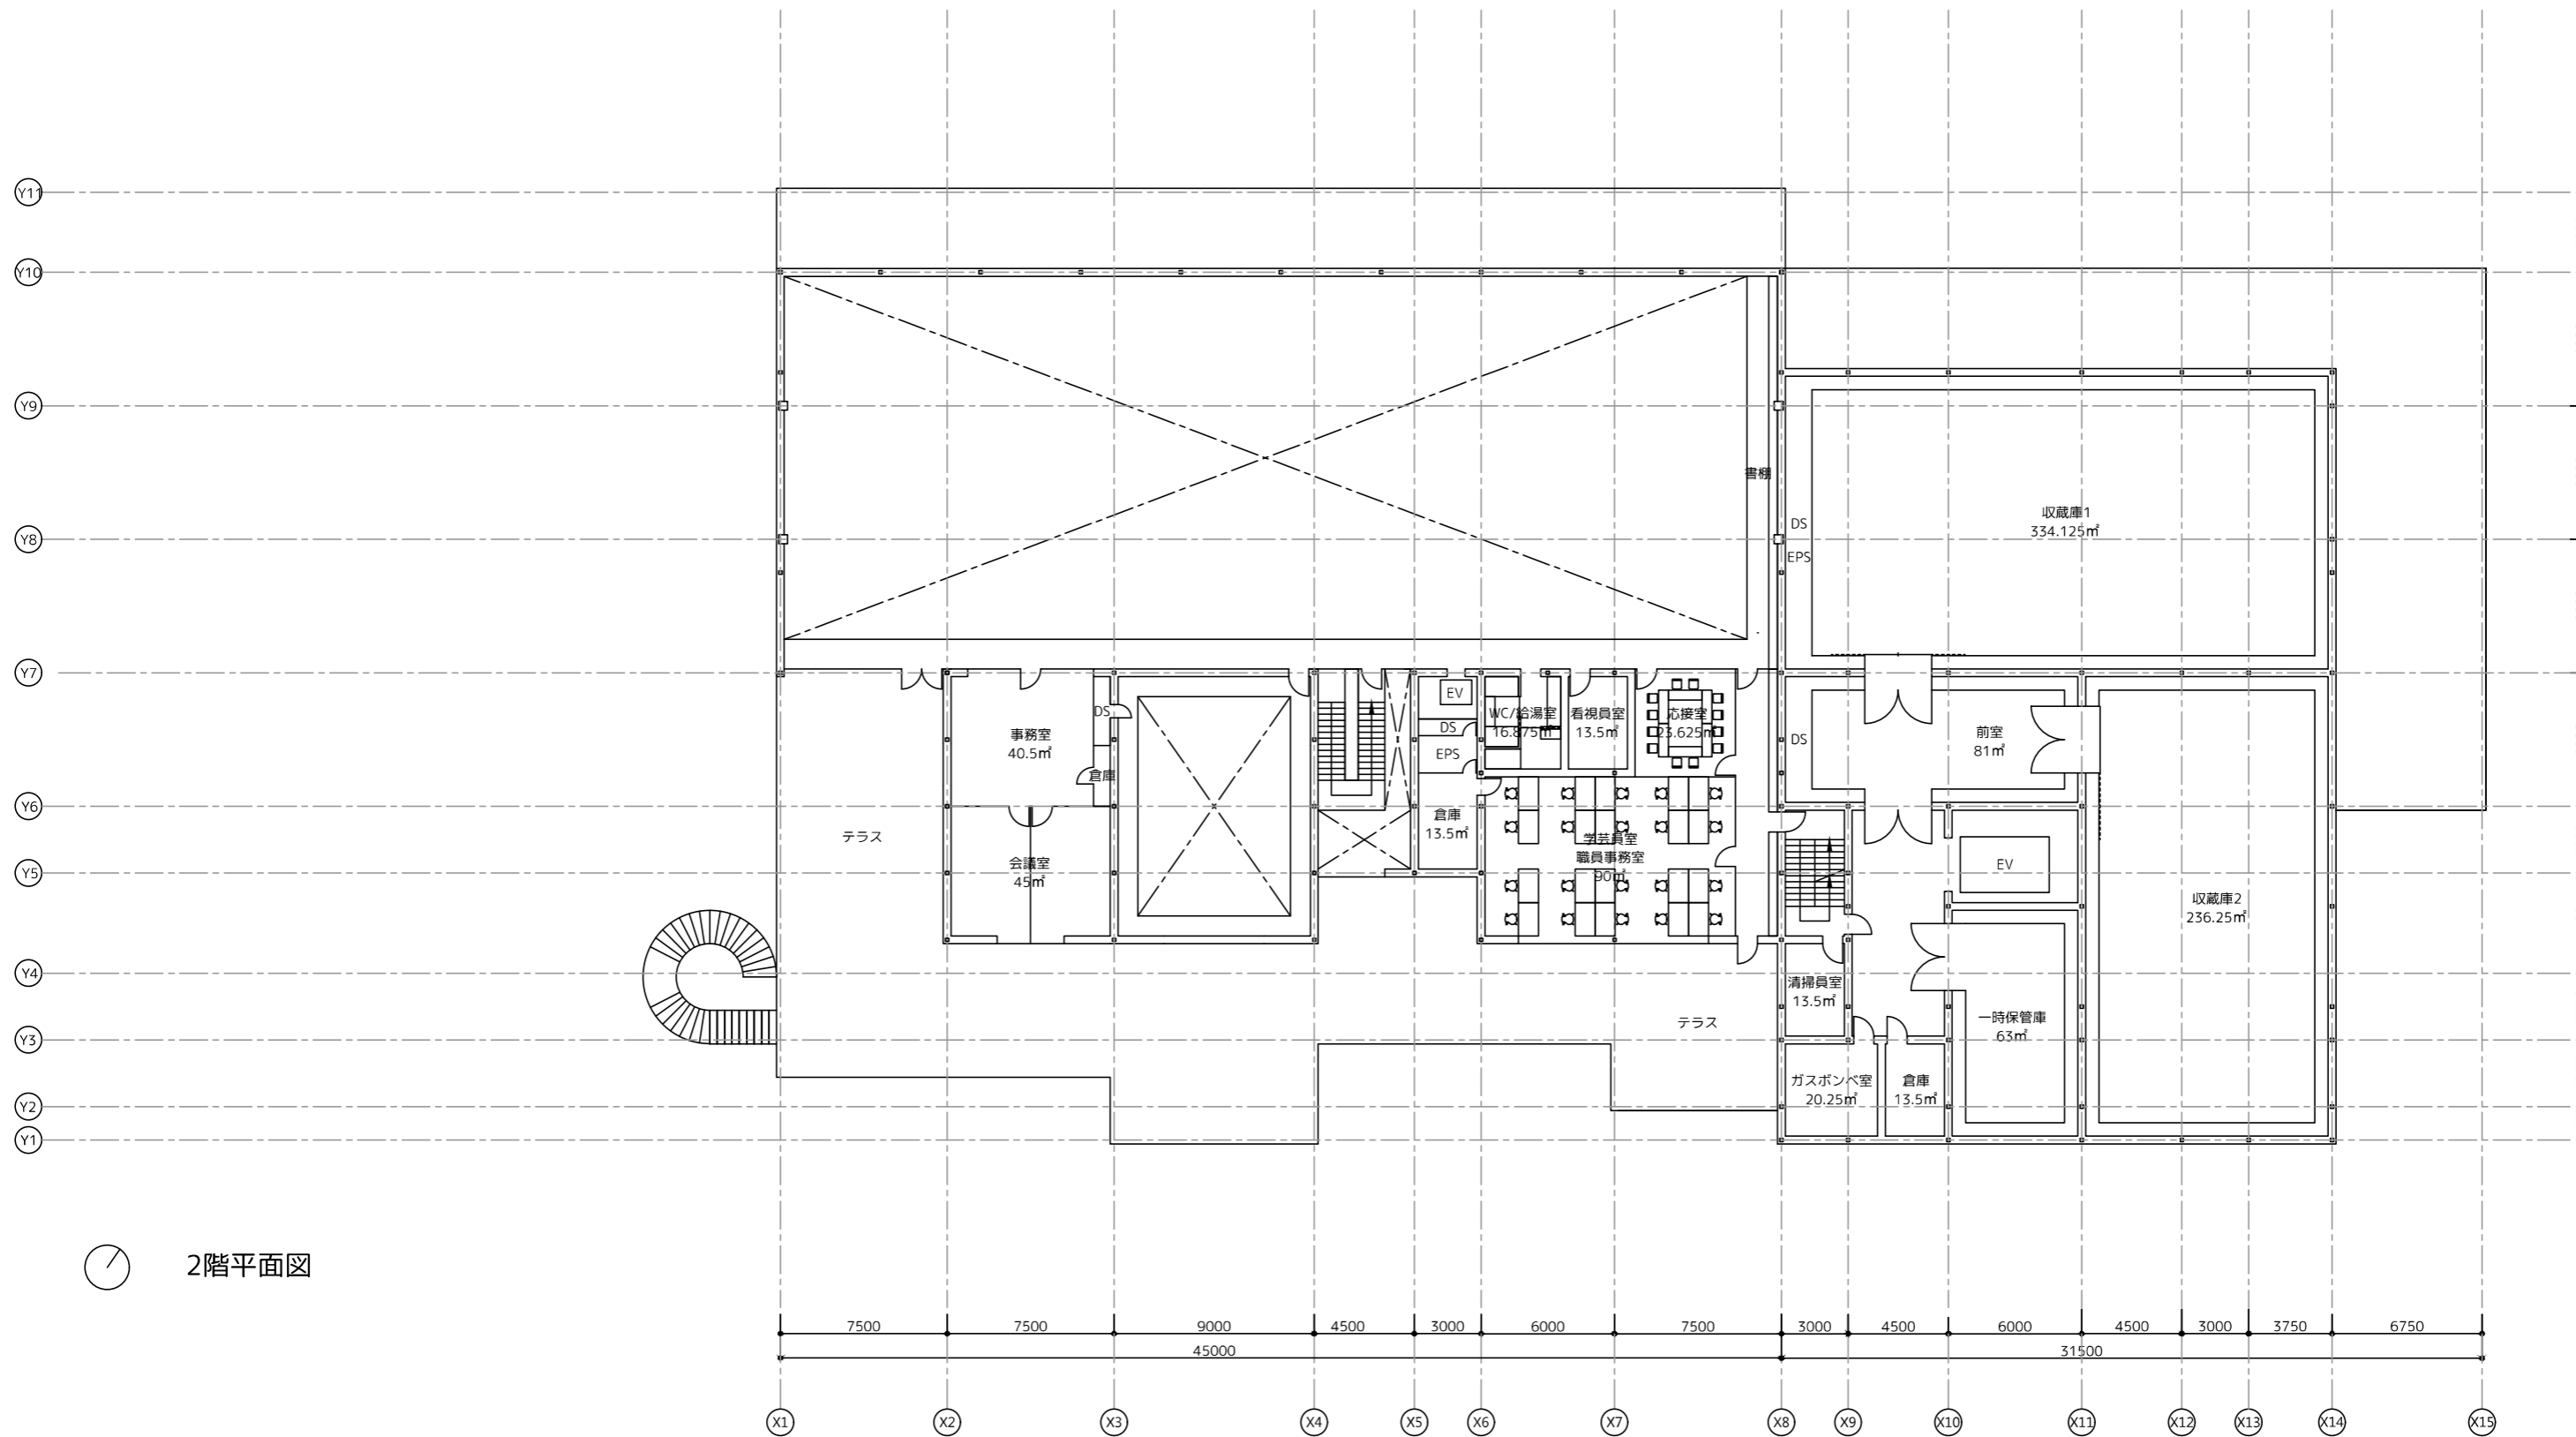 Y11
Y10
Y9
Y8
Y7
Y6
Y5
Y4
Y3
Y2
Y1
書棚
DS
EPS
収蔵庫1
334.125㎡
DS
事務室
40.5㎡
倉庫
EV
DS
EPS
WC/給湯室
16.875㎡
看視員室
13.5㎡
応接室
23.625㎡
DS
前室
81㎡
テラス
会議室
45㎡
倉庫
13.5㎡
学芸員室
職員事務室
90㎡
EV
収蔵庫2
236.25㎡
清掃員室
13.5㎡
テラス
一時保管庫
63㎡
ガスボンベ室
20.25㎡
倉庫
13.5㎡
2階平面図
7500 7500 9000 4500 3000 6000 7500 3000 4500 6000 4500 3000 3750 6750
45000 31500
X1 X2 X3 X4 X5 X6 X7 X8 X9 X10 X11 X12 X13 X14 X15